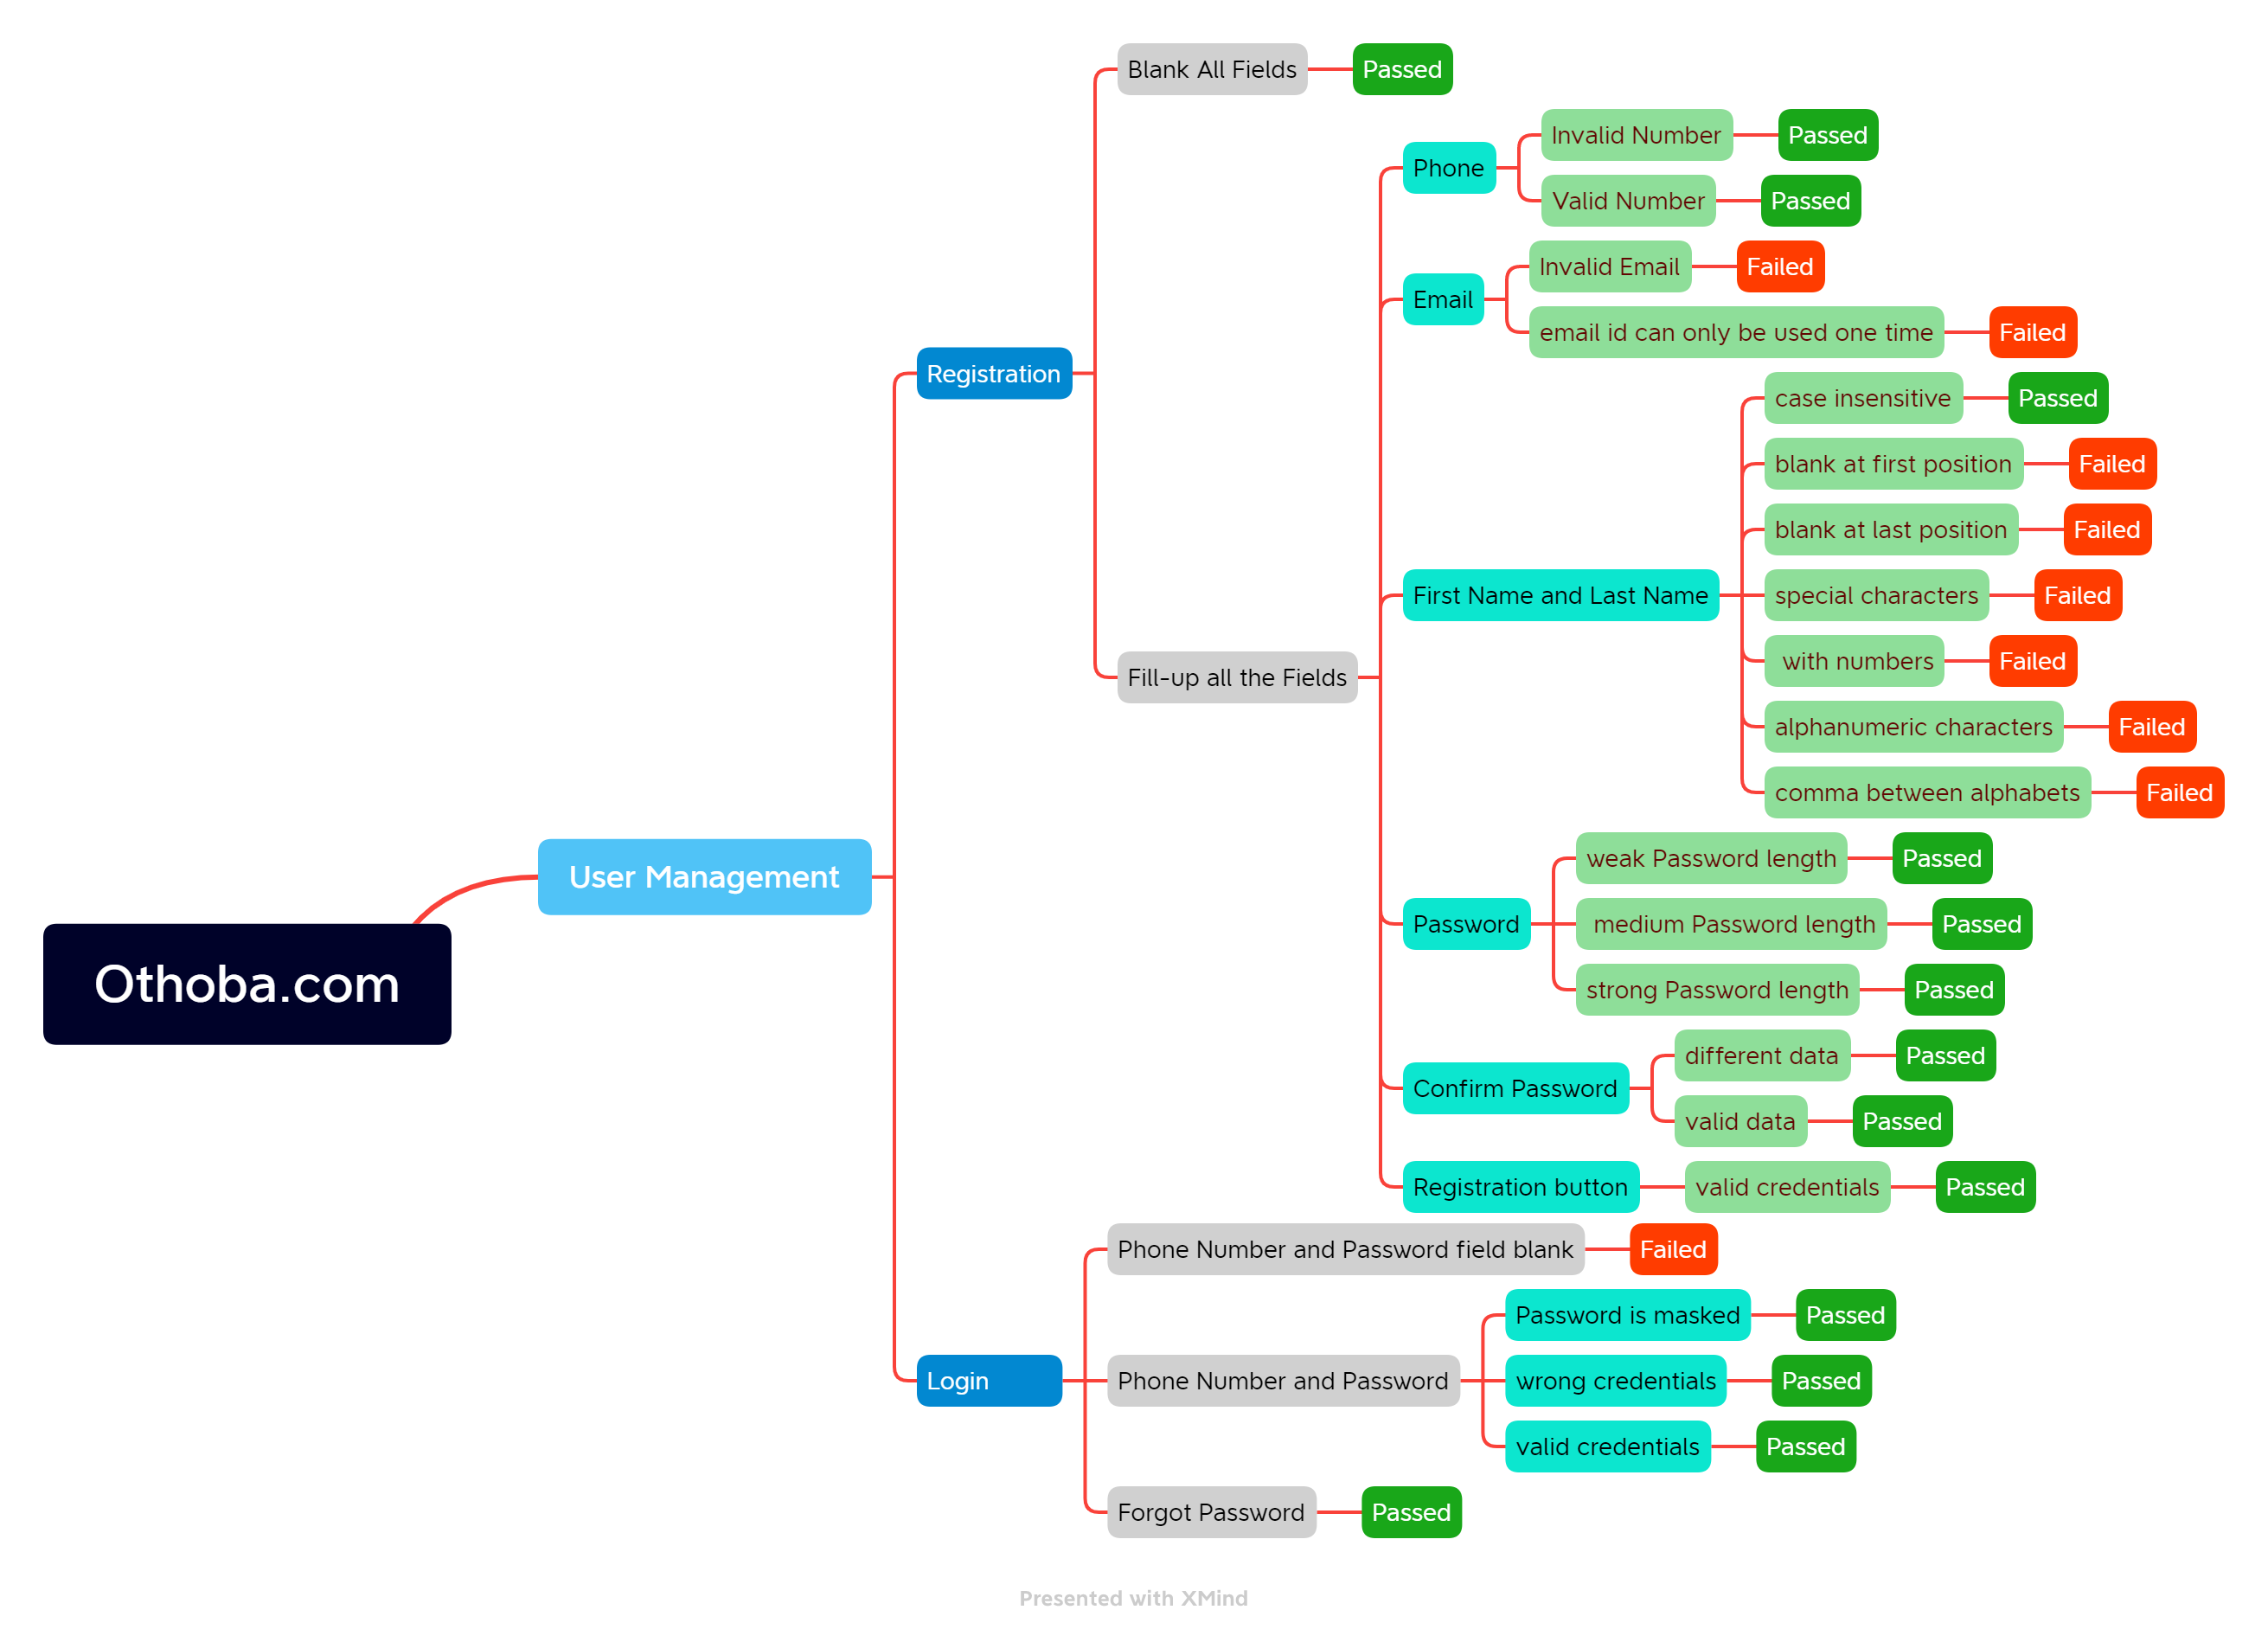 Blank All Fields
Passed
Invalid Number
Passed
Phone
Valid Number
Passed
Invalid Email
Failed
Email
email id can only be used one time
Failed
Registration
case insensitive
Passed
blank at first position
Failed
blank at last position
Failed
First Name and Last Name
special characters
Failed
with numbers
Failed
Fill-up all the Fields
alphanumeric characters
Failed
comma between alphabets
Failed
User Management
weak Password length
Passed
Password
medium Password length
Passed
Othoba.com
strong Password length
Passed
different data
Passed
Confirm Password
valid data
Passed
Registration button
valid credentials
Passed
Phone Number and Password field blank
Failed
Password is masked
Passed
Login
Phone Number and Password
wrong credentials
Passed
valid credentials
Passed
Forgot Password
Passed
Presented with XMind